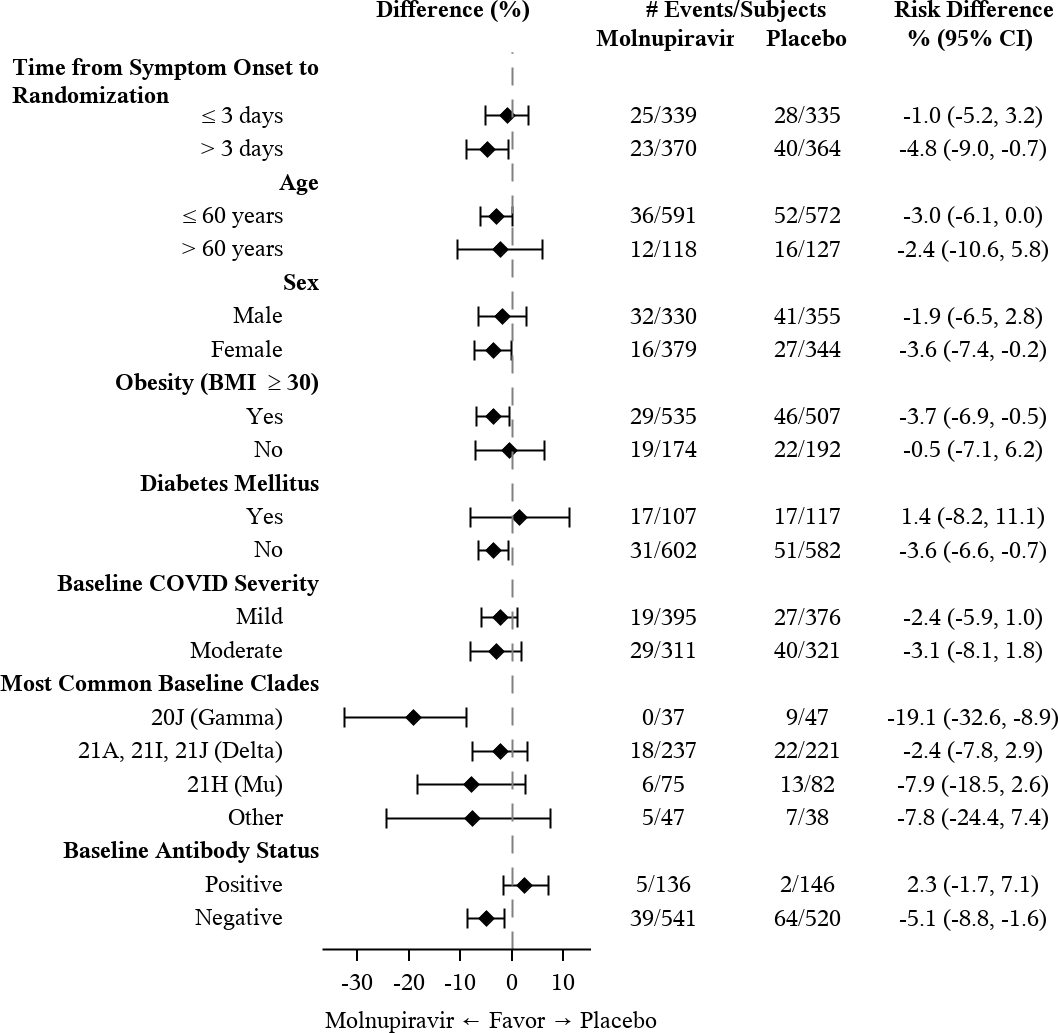 Difference (%) # Events/Subjects Risk Difference
Molnupiravir Placebo % (95% CI)
Time from Symptom Onset to
Randomization
≤ 3 days 25/339 28/335 -1.0 (-5.2, 3.2)
> 3 days 23/370 40/364 -4.8 (-9.0, -0.7)
Age
≤ 60 years 36/591 52/572 -3.0 (-6.1, 0.0)
> 60 years 12/118 16/127 -2.4 (-10.6, 5.8)
Sex
Male 32/330 41/355 -1.9 (-6.5, 2.8)
Female 16/379 27/344 -3.6 (-7.4, -0.2)
Obesity (BMI ≥ 30)
Yes 29/535 46/507 -3.7 (-6.9, -0.5)
No 19/174 22/192 -0.5 (-7.1, 6.2)
Diabetes Mellitus
Yes 17/107 17/117 1.4 (-8.2, 11.1)
No 31/602 51/582 -3.6 (-6.6, -0.7)
Baseline COVID Severity
Mild 19/395 27/376 -2.4 (-5.9, 1.0)
Moderate 29/311 40/321 -3.1 (-8.1, 1.8)
Most Common Baseline Clades
20J (Gamma) 0/37 9/47 -19.1 (-32.6, -8.9)
21A, 21I, 21J (Delta) 18/237 22/221 -2.4 (-7.8, 2.9)
21H (Mu) 6/75 13/82 -7.9 (-18.5, 2.6)
Other 5/47 7/38 -7.8 (-24.4, 7.4)
Baseline Antibody Status
Positive 5/136 2/146 2.3 (-1.7, 7.1)
Negative 39/541 64/520 -5.1 (-8.8, -1.6)
-30 -20 -10 0 10
Molnupiravir ← Favor → Placebo